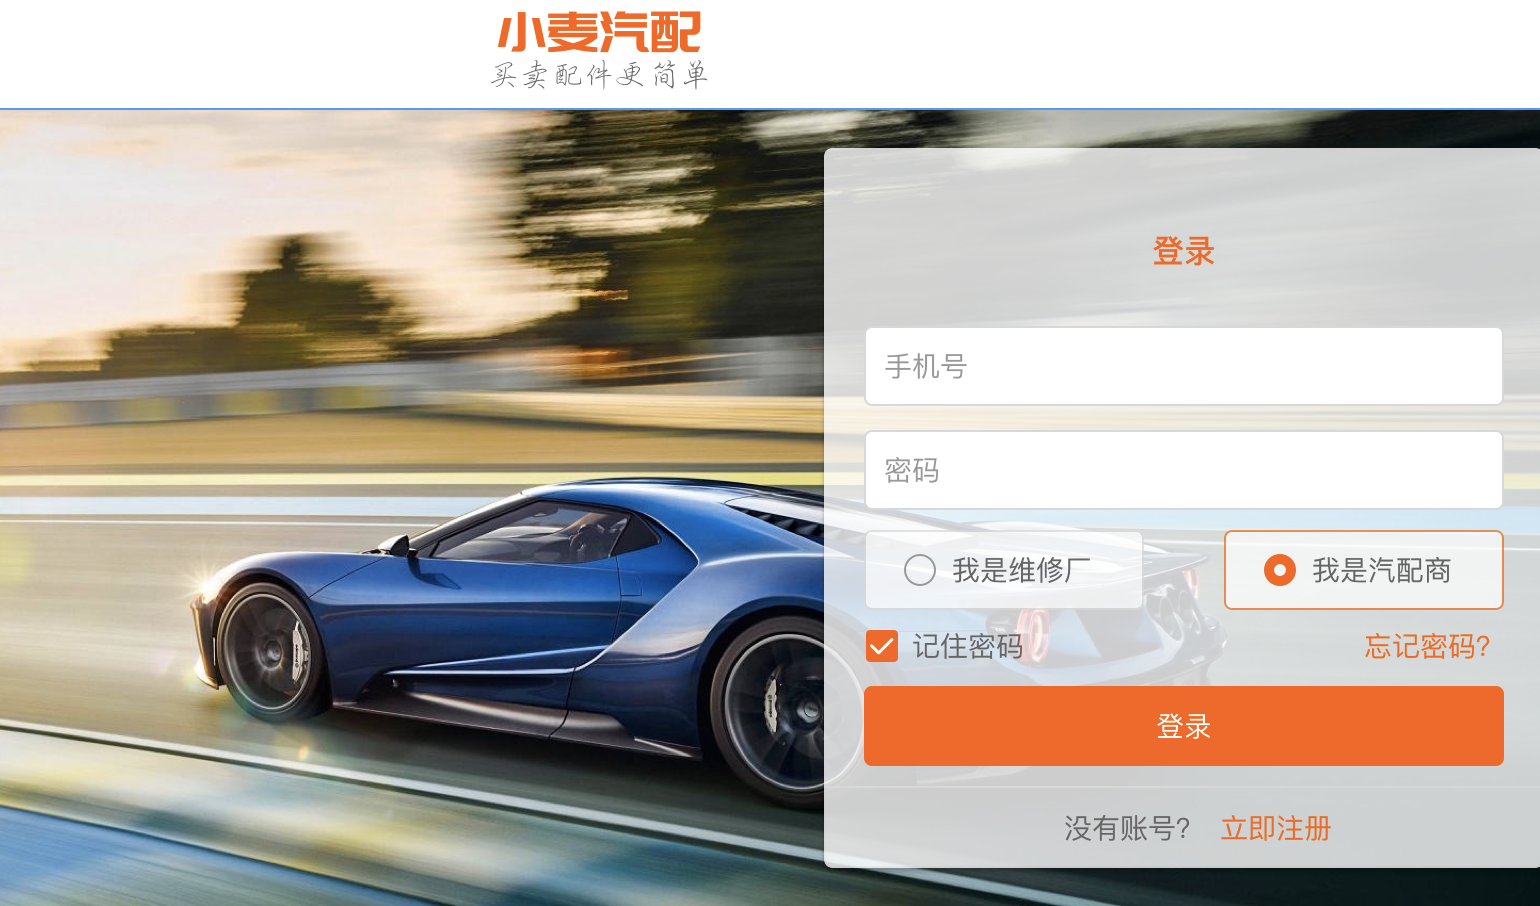 小麦汽配
买卖配件更简单
登录
手机号
密码
我是维修厂 我是汽配商
记住密码 忘记密码?
登录
没有账号? 立即注册